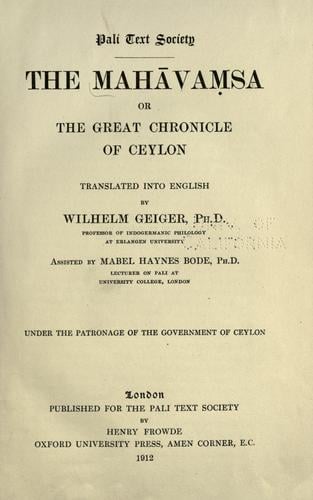 Pali Text Society
THE MAHĀVAṂSA
OR
THE GREAT CHRONICLE
OF CEYLON
TRANSLATED INTO ENGLISH
BY
WILHELM GEIGER, PH.D.
PROFESSOR OF INDOGERMANIC PHILOLOGY
AT ERLANGEN UNIVERSITY
ASSISTED BY MABEL HAYNES BODE, PH.D.
LECTURER ON PALI AT
UNIVERSITY COLLEGE, LONDON
UNDER THE PATRONAGE OF THE GOVERNMENT OF CEYLON
London
PUBLISHED FOR THE PALI TEXT SOCIETY
BY
HENRY FROWDE
OXFORD UNIVERSITY PRESS, AMEN CORNER, E.C.
1912